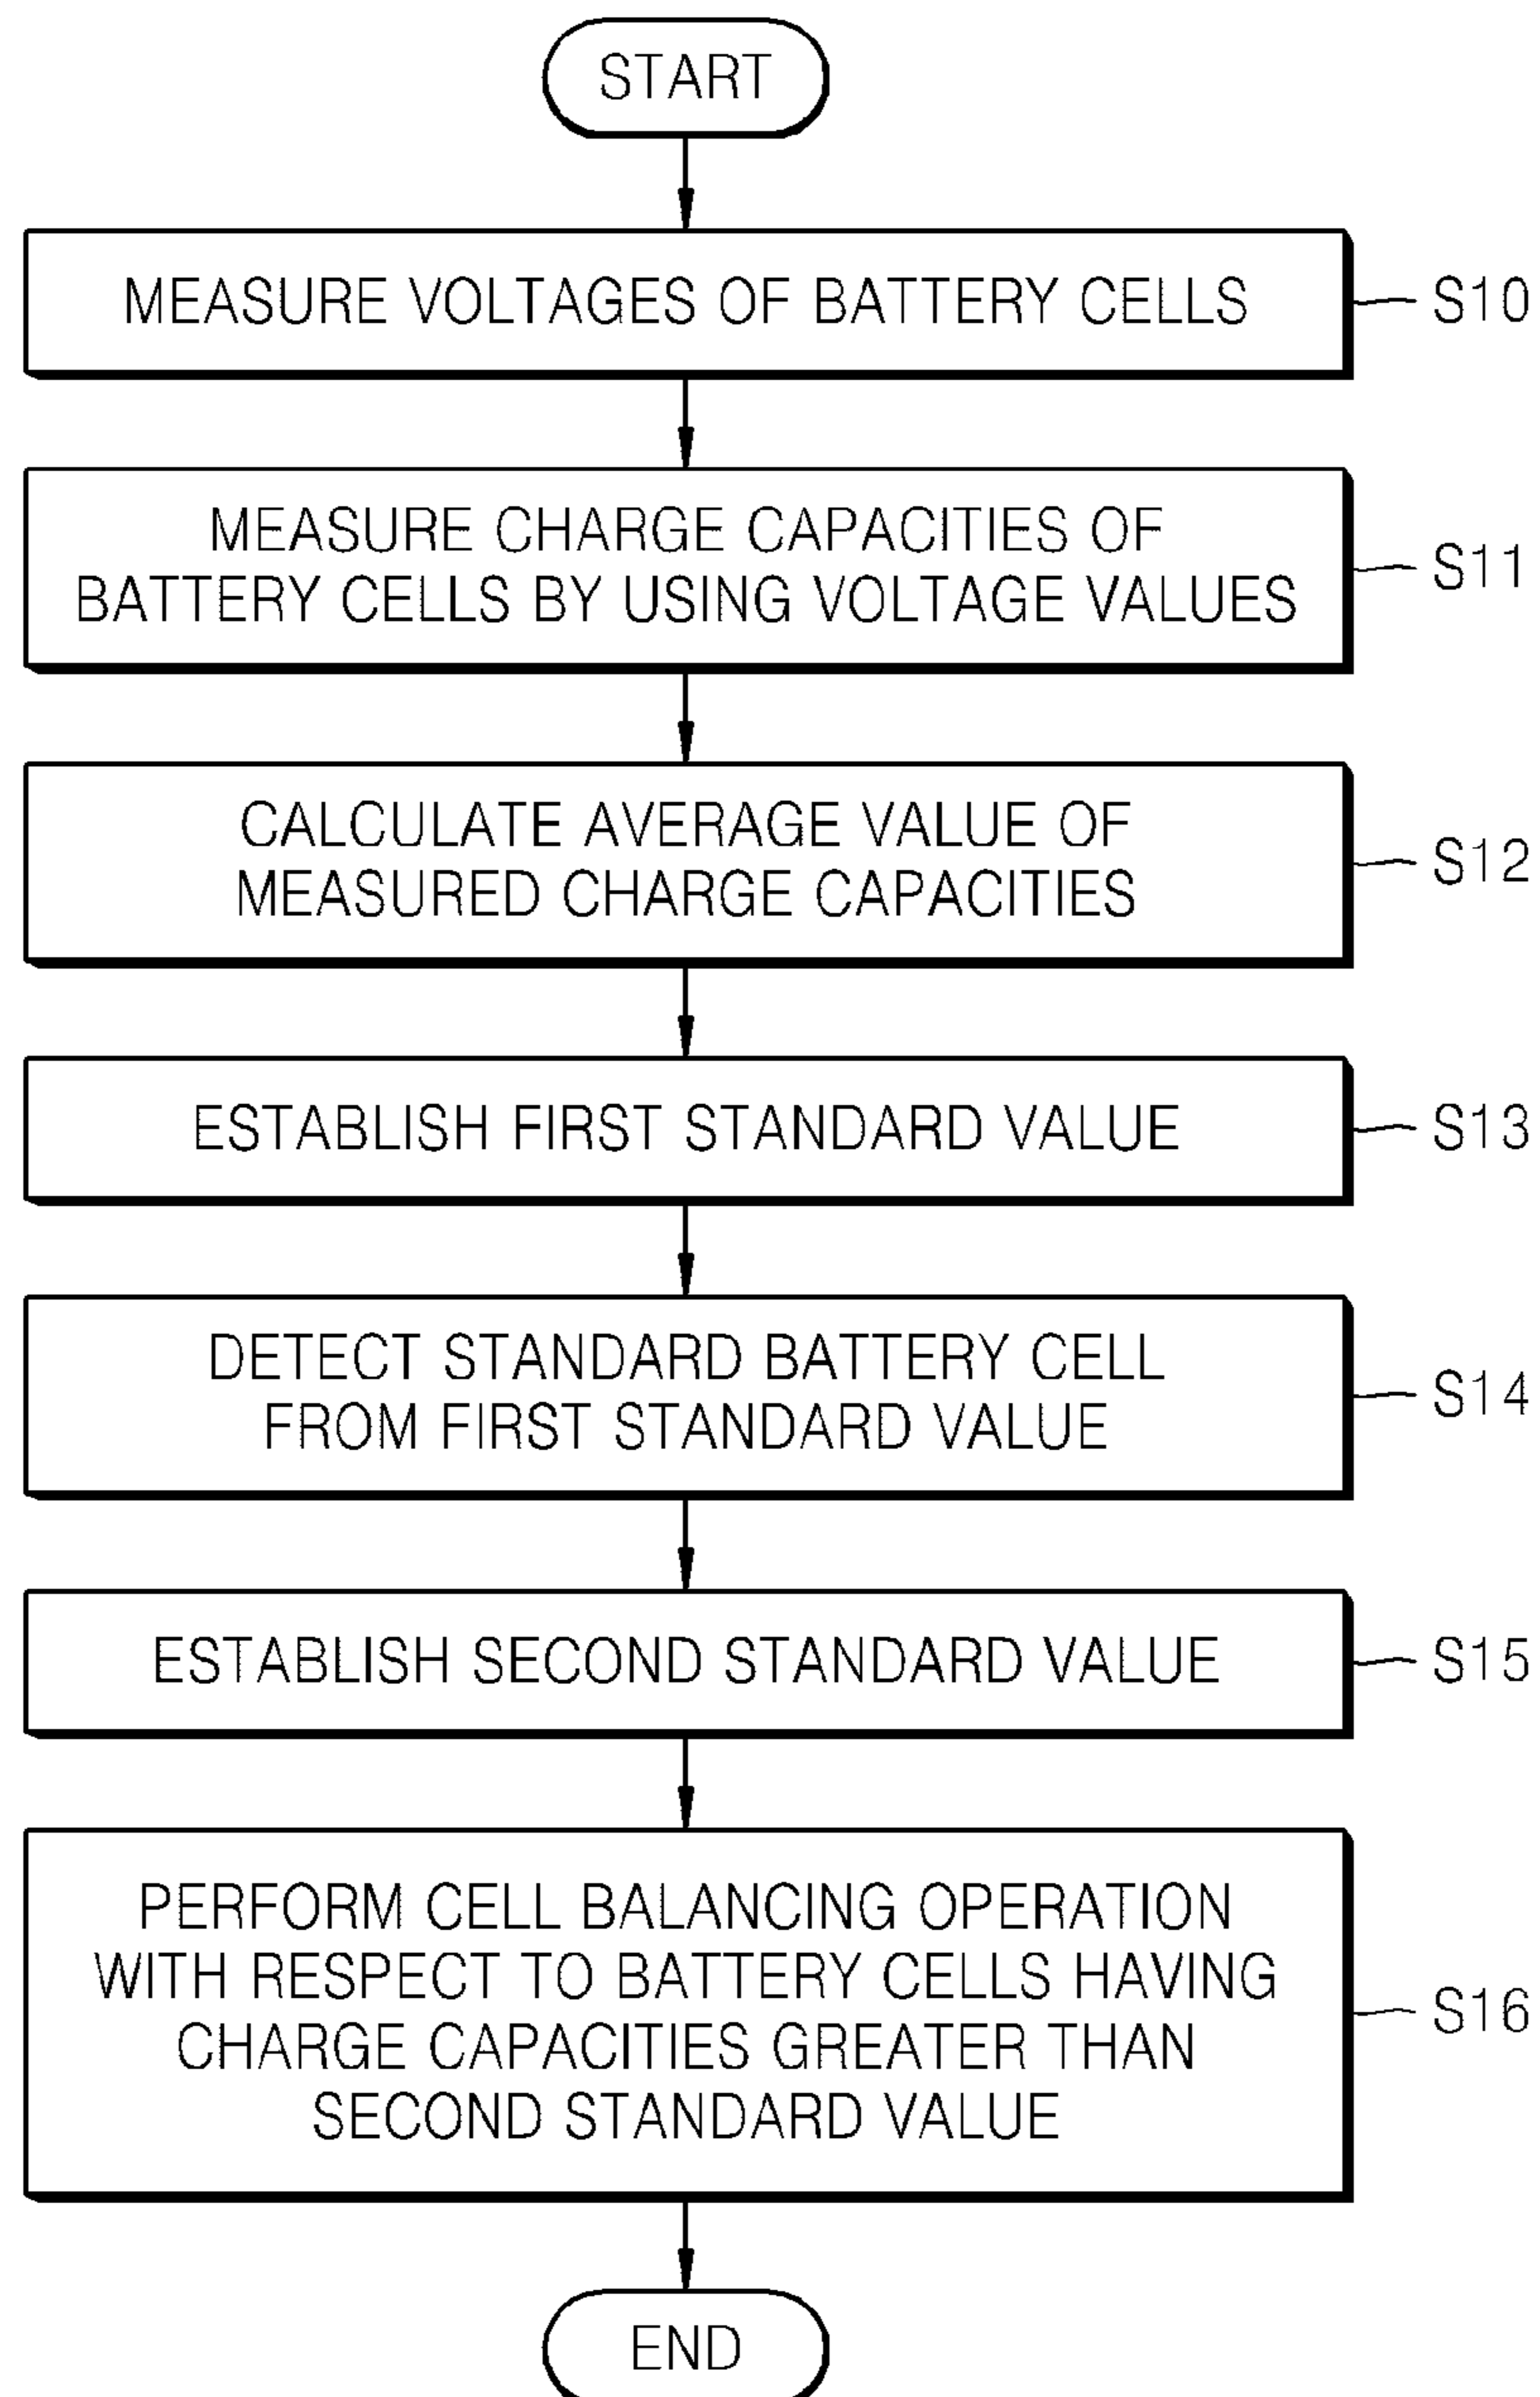 START
MEASURE VOLTAGES OF BATTERY CELLS
S10
MEASURE CHARGE CAPACITIES OF
BATTERY CELLS BY USING VOLTAGE VALUES
S11
CALCULATE AVERAGE VALUE OF
MEASURED CHARGE CAPACITIES
S12
ESTABLISH FIRST STANDARD VALUE
S13
DETECT STANDARD BATTERY CELL
FROM FIRST STANDARD VALUE
S14
ESTABLISH SECOND STANDARD VALUE
S15
PERFORM CELL BALANCING OPERATION
WITH RESPECT TO BATTERY CELLS HAVING
CHARGE CAPACITIES GREATER THAN
SECOND STANDARD VALUE
S16
END